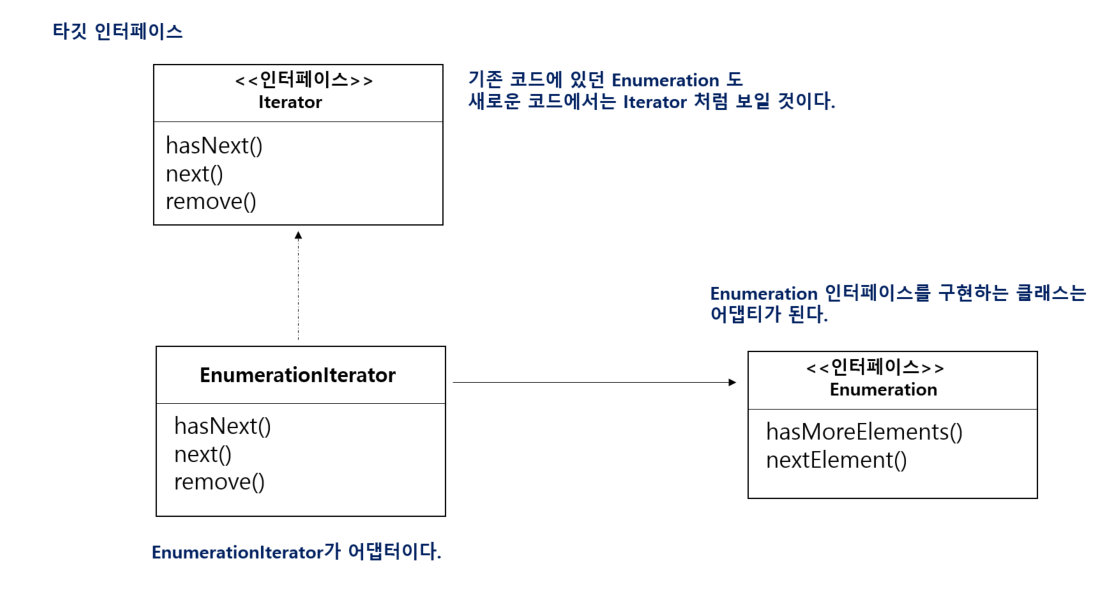 타깃 인터페이스
<<인터페이스>>
Iterator
hasNext()
next()
remove()
기존 코드에 있던 Enumeration 도
새로운 코드에서는 Iterator 처럼 보일 것이다.
Enumeration 인터페이스를 구현하는 클래스는
어댑티가 된다.
EnumerationIterator
hasNext()
next()
remove()
<<인터페이스>>
Enumeration
hasMoreElements()
nextElement()
EnumerationIterator가 어댑터이다.